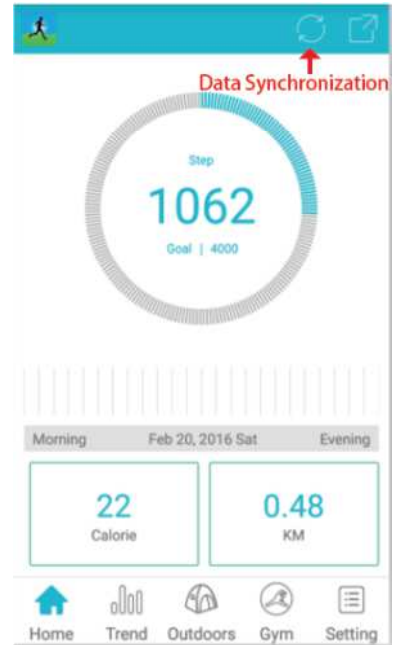 Data Synchronization
Step
1062
Goal | 4000
Morning Feb 20, 2016 Sat Evening
22 0.48
Calorie KM
Home Trend Outdoors Gym Setting